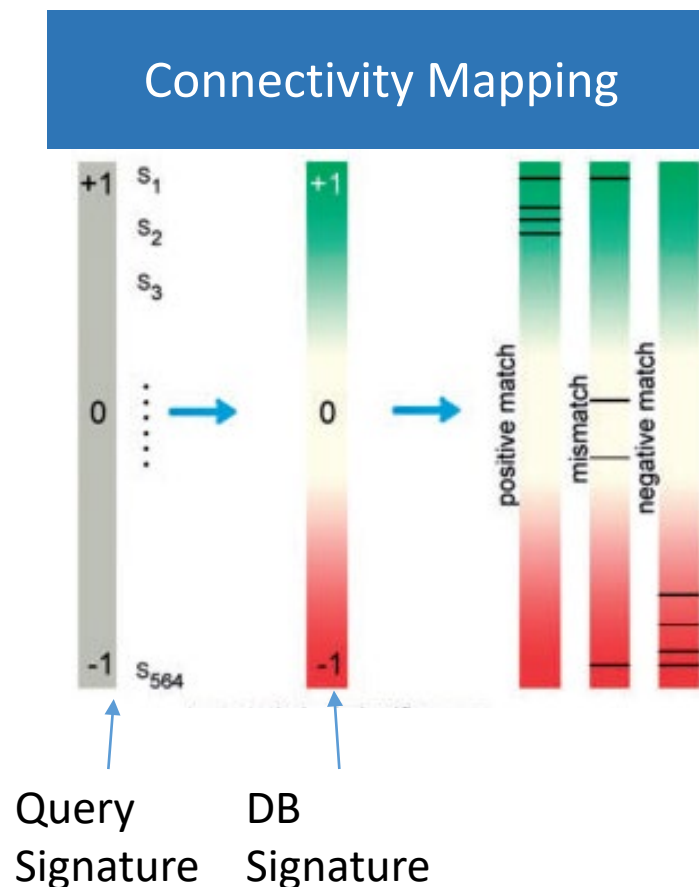 Connectivity Mapping
+1
S1
S2
S3
0
-1
S564
+1
0
-1
positive match
mismatch
negative match
Query
Signature
DB
Signature